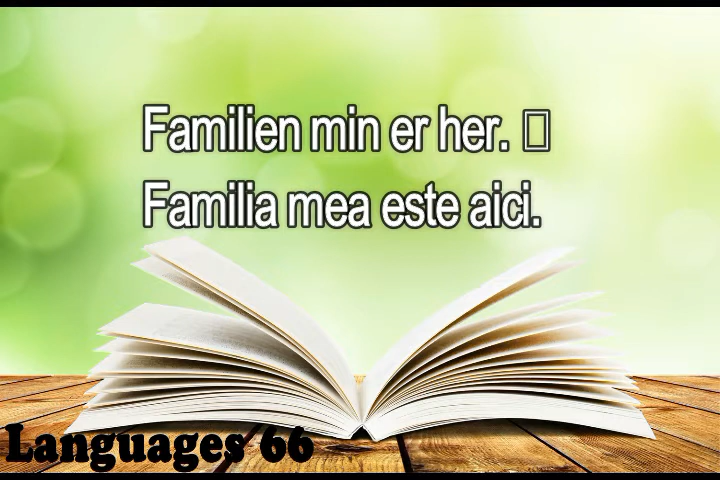 Familien min er her. 
Familia mea este aici.
Languages 66